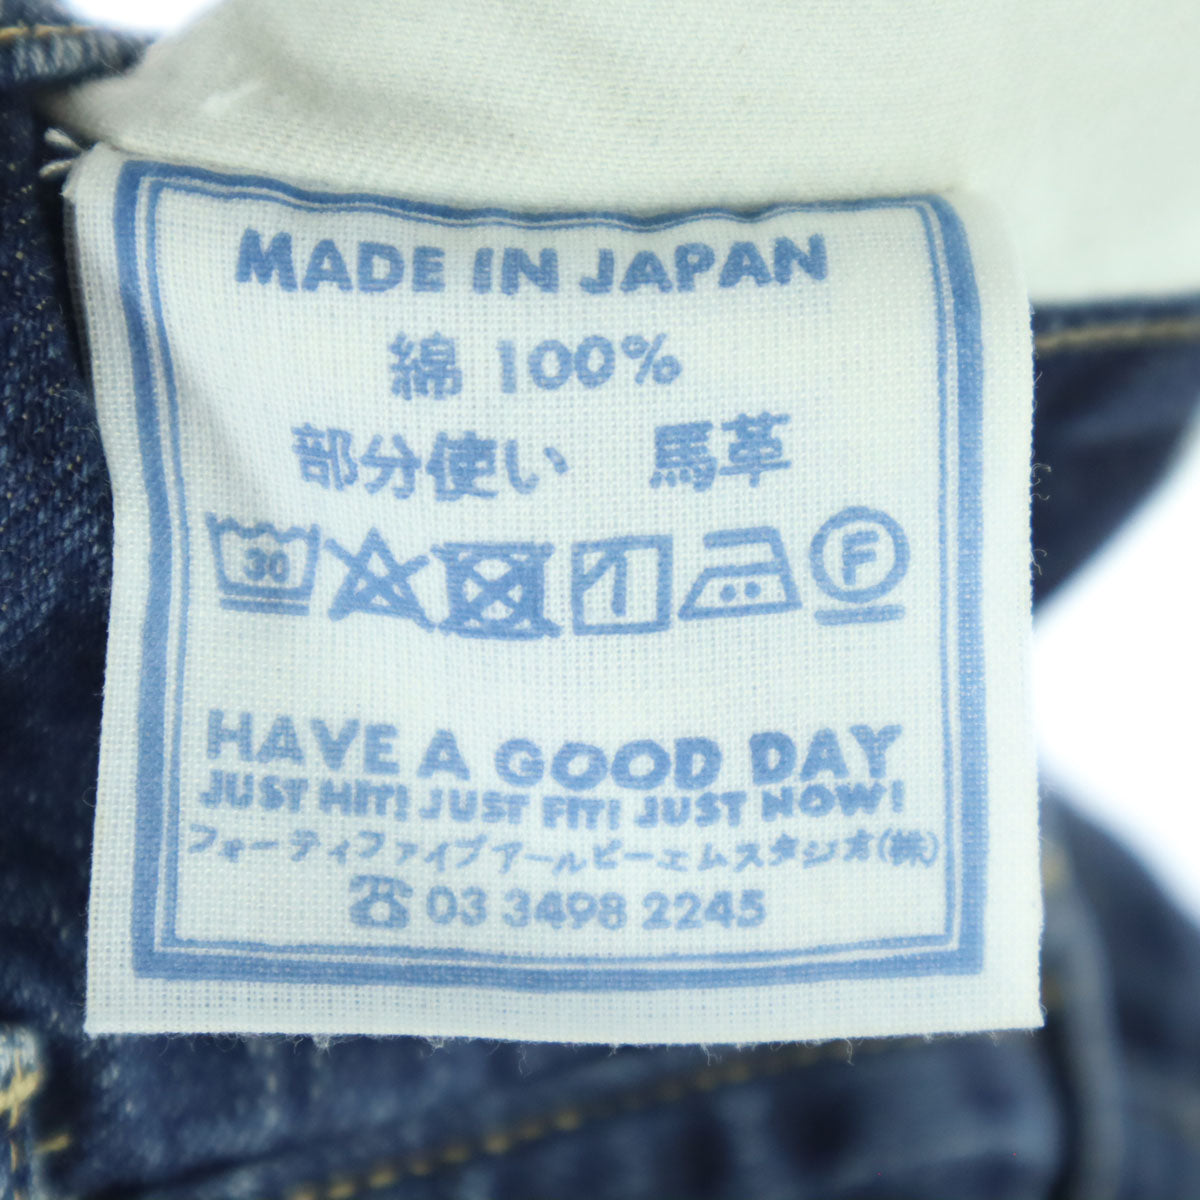 MADE IN JAPAN
綿 100%
部分使い 馬革
30 F
HAVE A GOOD DAY
JUST HIT! JUST FIT! JUST NOW!
フォーティファイブアールピーエムスタジオ(株)
☎ 03 3498 2245